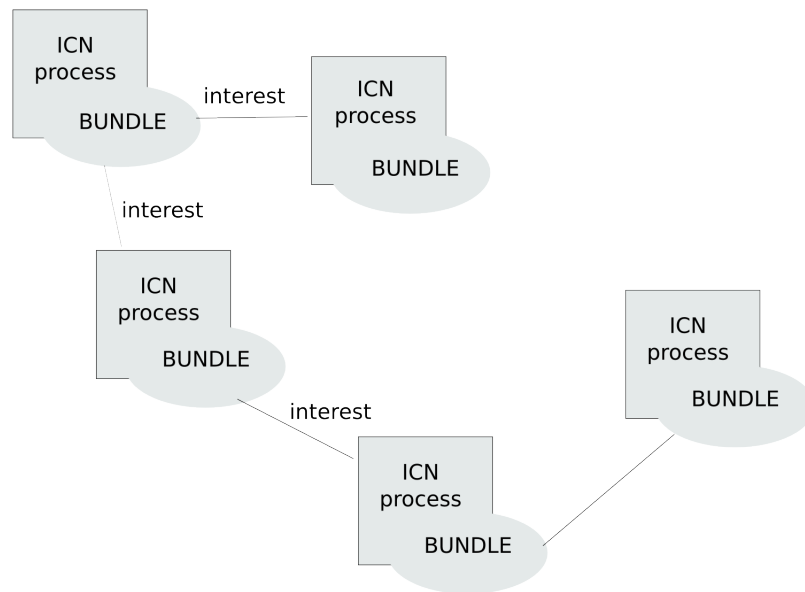 ICN
process
BUNDLE
interest
ICN
process
BUNDLE
interest
ICN
process
BUNDLE
interest
ICN
process
BUNDLE
ICN
process
BUNDLE